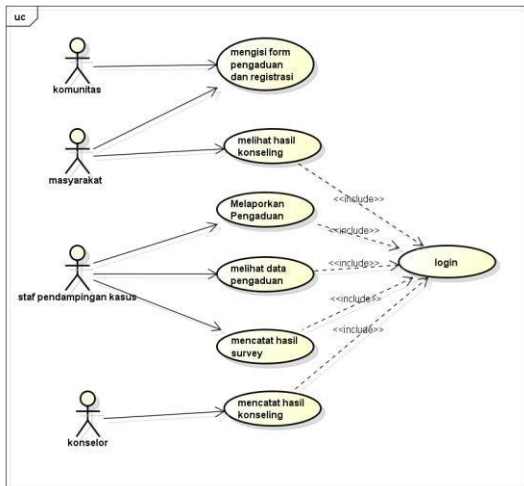 uc
mengisi form
pengaduan
dan registrasi
komunitas
melihat hasil
konseling
masyarakat
<<include>>
Melaporkan
Pengaduan
<<include>>
login
melihat data
pengaduan
<<include>>
staf pendampingan kasus
<<include>>
mencatat hasil
survey
<<include>>
mencatat hasil
konseling
konselor